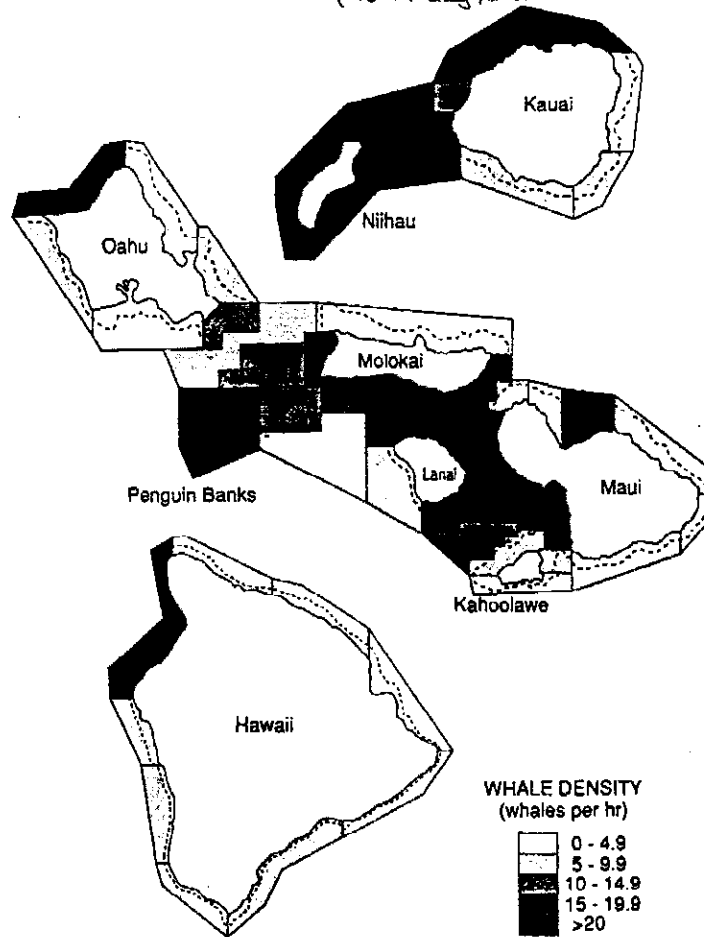 Kauai
Niihau
Oahu
Molokai
Lanai
Maui
Penguin Banks
Kahoolawe
Hawaii
WHALE DENSITY
(whales per hr)
0 - 4.9
5 - 9.9
10 - 14.9
15 - 19.9
>20